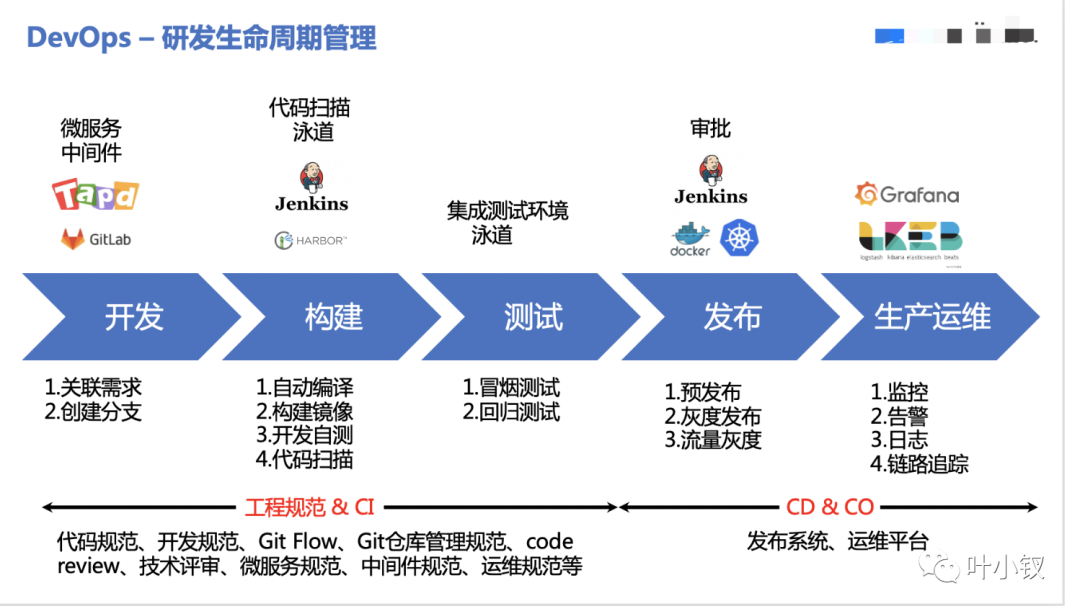 DevOps – 研发生命周期管理
微服务
中间件
Tapd
GitLab
代码扫描
泳道
Jenkins
HARBOR™
集成测试环境
泳道
审批
Jenkins
docker
Grafana
LKEB
logstash kibana elasticsearch beats
开发
构建
测试
发布
生产运维
1.关联需求
2.创建分支
1.自动编译
2.构建镜像
3.开发自测
4.代码扫描
1.冒烟测试
2.回归测试
1.预发布
2.灰度发布
3.流量灰度
1.监控
2.告警
3.日志
4.链路追踪
工程规范 & CI
CD & CO
代码规范、开发规范、Git Flow、Git仓库管理规范、code
review、技术评审、微服务规范、中间件规范、运维规范等
发布系统、运维平台
叶小钗